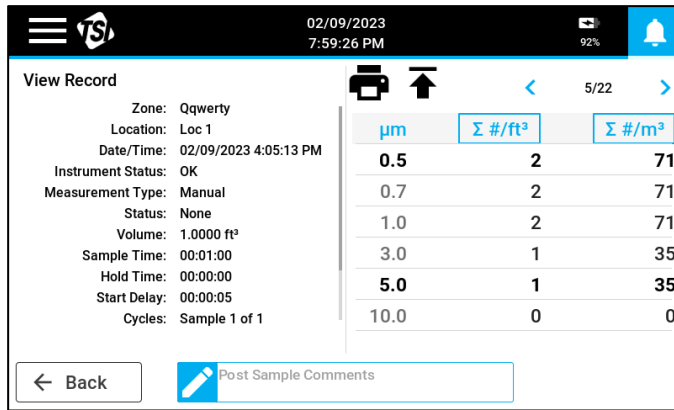 TSI
02/09/2023
7:59:26 PM
92%
View Record
Zone: Qqwerty
Location: Loc 1
Date/Time: 02/09/2023 4:05:13 PM
Instrument Status: OK
Measurement Type: Manual
Status: None
Volume: 1.0000 ft³
Sample Time: 00:01:00
Hold Time: 00:00:00
Start Delay: 00:00:05
Cycles: Sample 1 of 1
5/22
µm Σ #/ft³ Σ #/m³
0.5 2 71
0.7 2 71
1.0 2 71
3.0 1 35
5.0 1 35
10.0 0 0
Back
Post Sample Comments